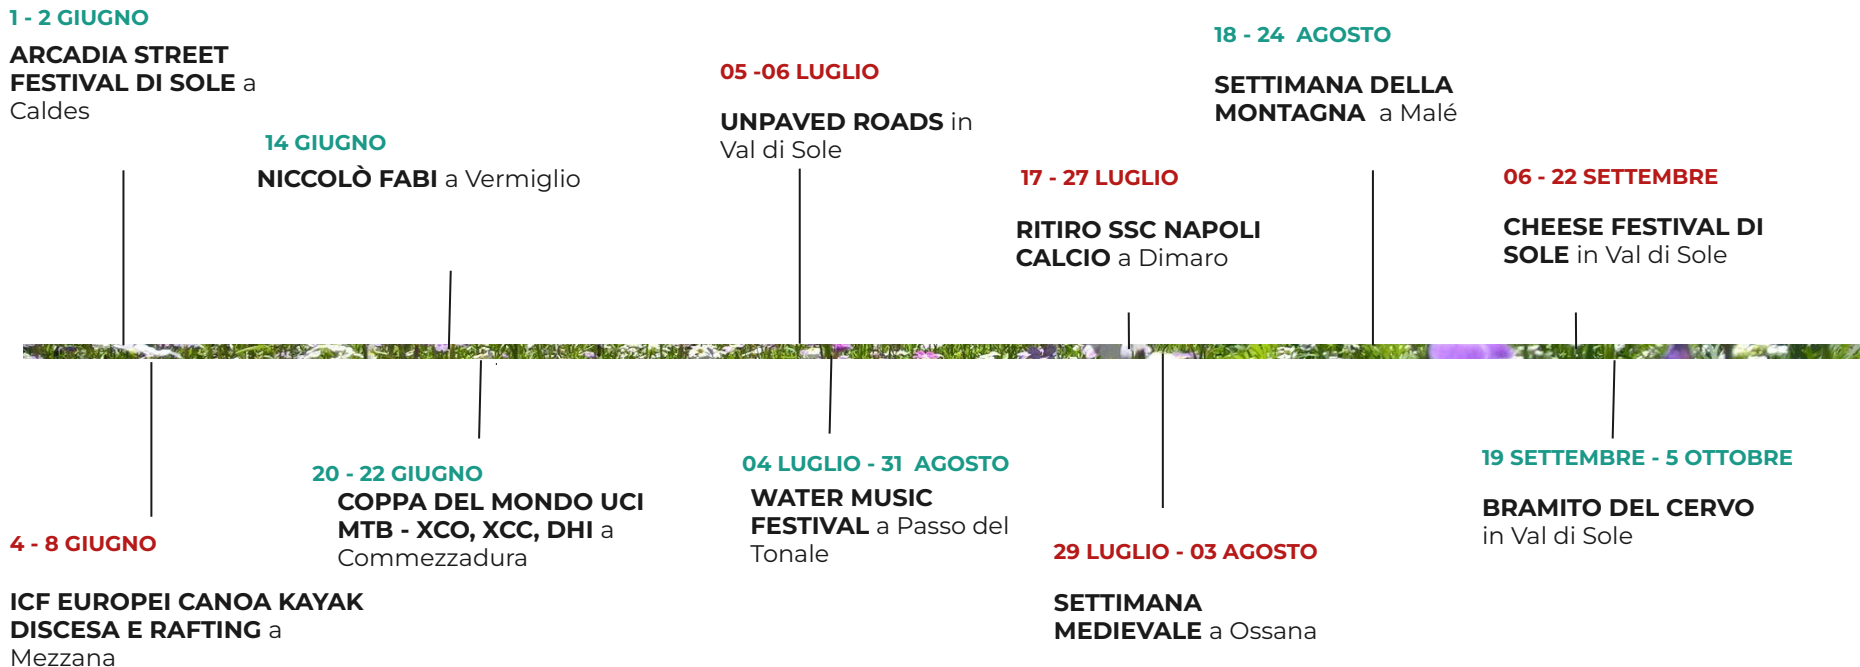 1 - 2 GIUGNO
ARCADIA STREET
FESTIVAL DI SOLE a
Caldes
14 GIUGNO
NICCOLÒ FABI a Vermiglio
05 -06 LUGLIO
UNPAVED ROADS in
Val di Sole
17 - 27 LUGLIO
RITIRO SSC NAPOLI
CALCIO a Dimaro
18 - 24 AGOSTO
SETTIMANA DELLA
MONTAGNA a Malé
06 - 22 SETTEMBRE
CHEESE FESTIVAL DI
SOLE in Val di Sole
4 - 8 GIUGNO
ICF EUROPEI CANOA KAYAK
DISCESA E RAFTING a
Mezzana
20 - 22 GIUGNO
COPPA DEL MONDO UCI
MTB - XCO, XCC, DHI a
Commezzadura
04 LUGLIO - 31 AGOSTO
WATER MUSIC
FESTIVAL a Passo del
Tonale
29 LUGLIO - 03 AGOSTO
SETTIMANA
MEDIEVALE a Ossana
19 SETTEMBRE - 5 OTTOBRE
BRAMITO DEL CERVO
in Val di Sole